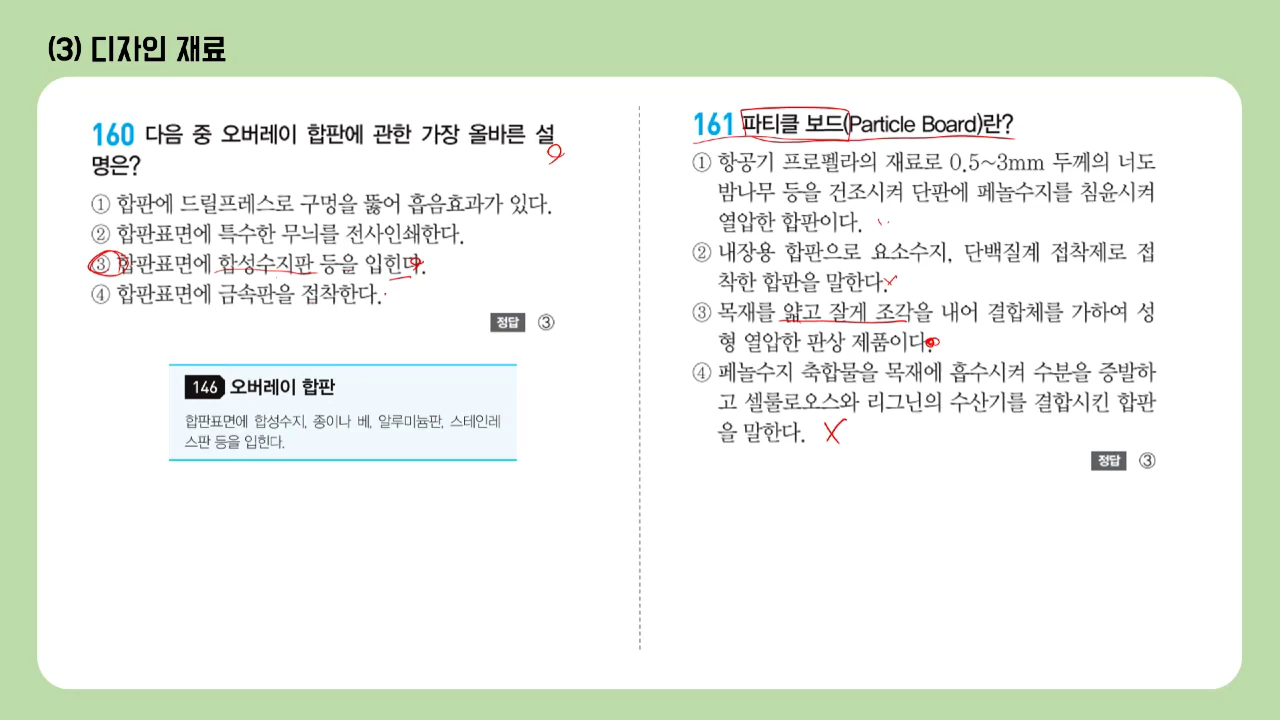 (3) 디자인 재료
160 다음 중 오버레이 합판에 관한 가장 올바른 설
명은?
① 합판에 드릴프레스로 구멍을 뚫어 흡음효과가 있다.
② 합판표면에 특수한 무늬를 전사인쇄한다.
③ 합판표면에 합성수지판 등을 입힌다.
④ 합판표면에 금속판을 접착한다.
정답 ③
146 오버레이 합판
합판표면에 합성수지, 종이나 베, 알루미늄판, 스테인레
스판 등을 입힌다.
161 파티클 보드(Particle Board)란?
① 항공기 프로펠라의 재료로 0.5~3mm 두께의 너도
밤나무 등을 건조시켜 단판에 페놀수지를 침윤시켜
열압한 합판이다.
② 내장용 합판으로 요소수지, 단백질계 접착제로 접
착한 합판을 말한다.
③ 목재를 얇고 잘게 조각을 내어 결합체를 가하여 성
형 열압한 판상 제품이다.
④ 페놀수지 축합물을 목재에 흡수시켜 수분을 증발하
고 셀룰로오스와 리그닌의 수산기를 결합시킨 합판
을 말한다.
정답 ③